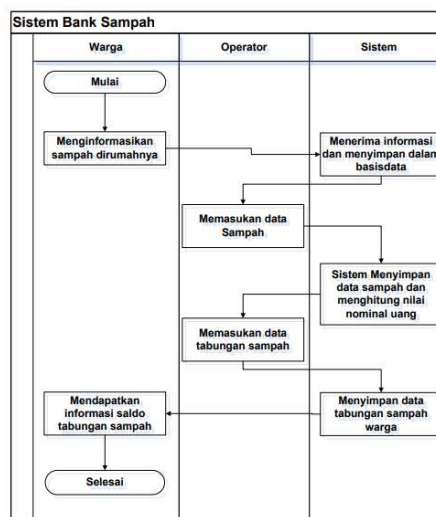 Sistem Bank Sampah
Warga
Operator
Sistem
Mulai
Menginformasikan
sampah dirumahnya
Menerima informasi
dan menyimpan dalam
basisdata
Memasukan data
Sampah
Sistem Menyimpan
data sampah dan
menghitung nilai
nominal uang
Memasukan data
tabungan sampah
Mendapatkan
informasi saldo
tabungan sampah
Menyimpan data
tabungan sampah
warga
Selesai